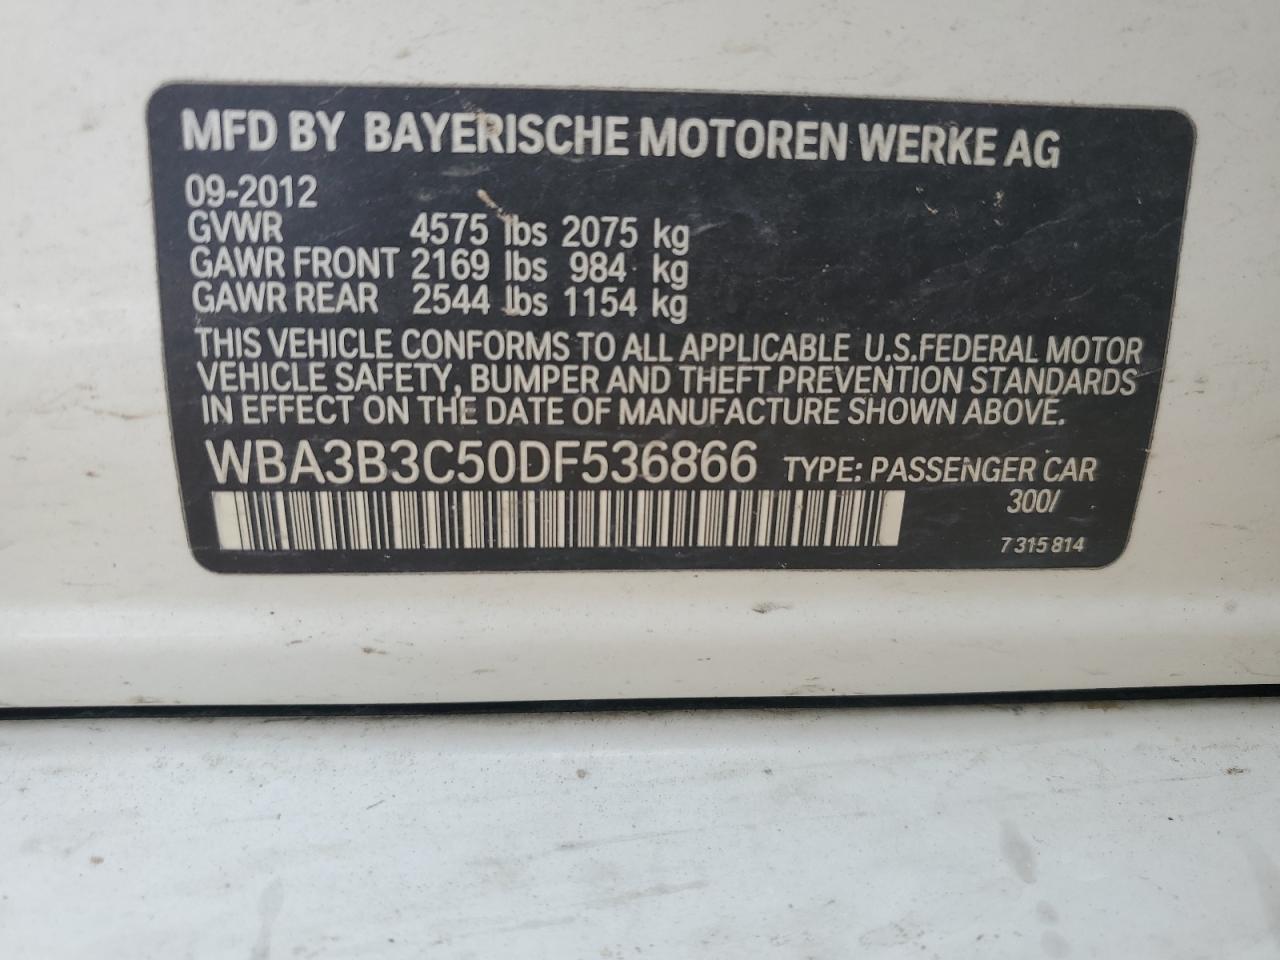 MFD BY BAYERISCHE MOTOREN WERKE AG
09-2012
GVWR 4575 lbs 2075 kg
GAWR FRONT 2169 lbs 984 kg
GAWR REAR 2544 lbs 1154 kg
THIS VEHICLE CONFORMS TO ALL APPLICABLE U.S.FEDERAL MOTOR
VEHICLE SAFETY, BUMPER AND THEFT PREVENTION STANDARDS
IN EFFECT ON THE DATE OF MANUFACTURE SHOWN ABOVE.
WBA3B3C50DF536866 TYPE: PASSENGER CAR
300/
7 315 814